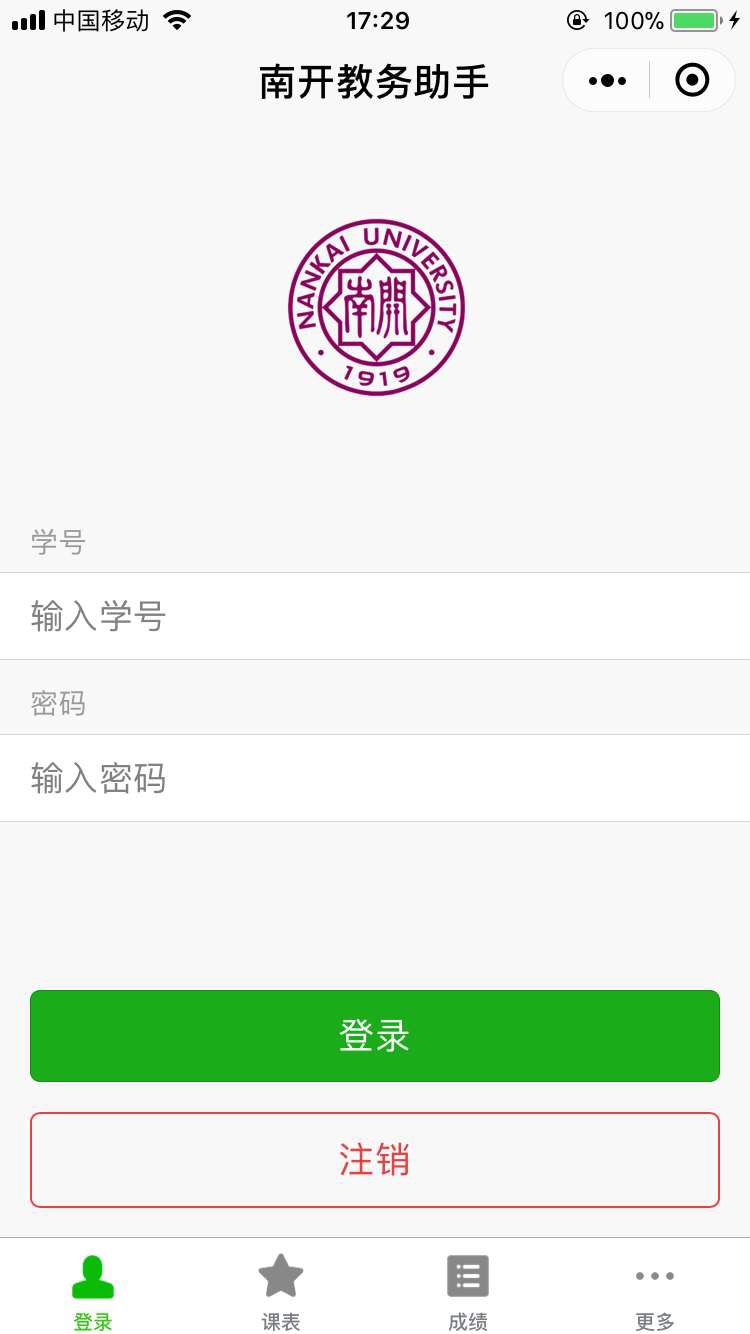 中国移动 17:29 100%
南开教务助手
NANKAI UNIVERSITY
南開
1919
学号
输入学号
密码
输入密码
登录
注销
登录 课表 成绩 更多